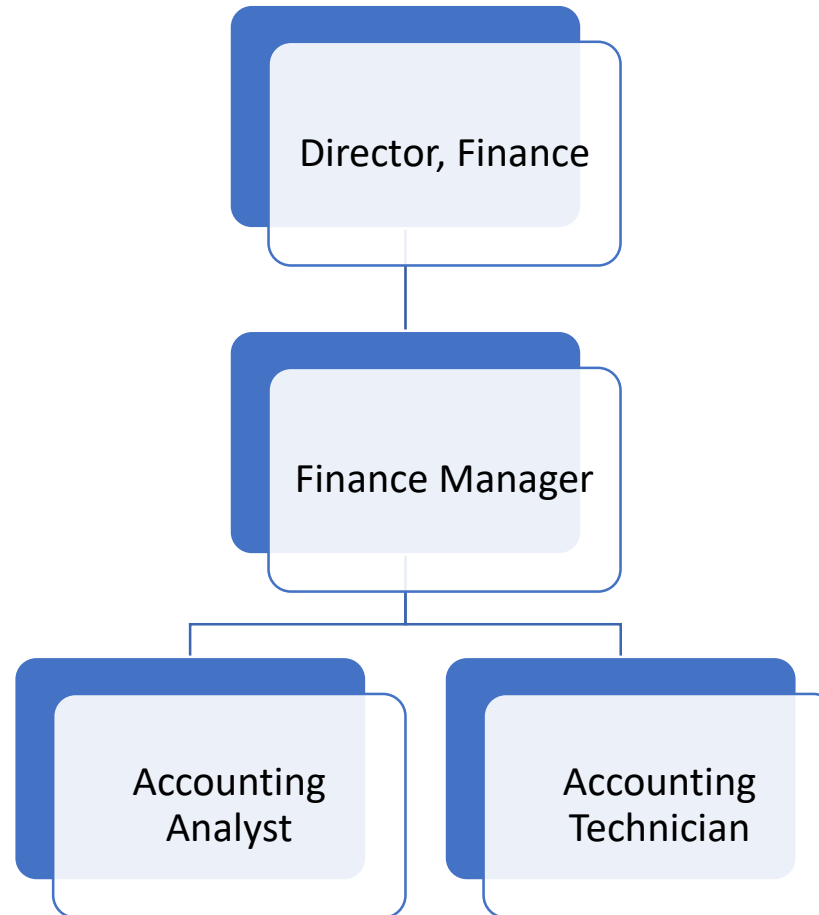 Director, Finance
Finance Manager
Accounting
Analyst
Accounting
Technician